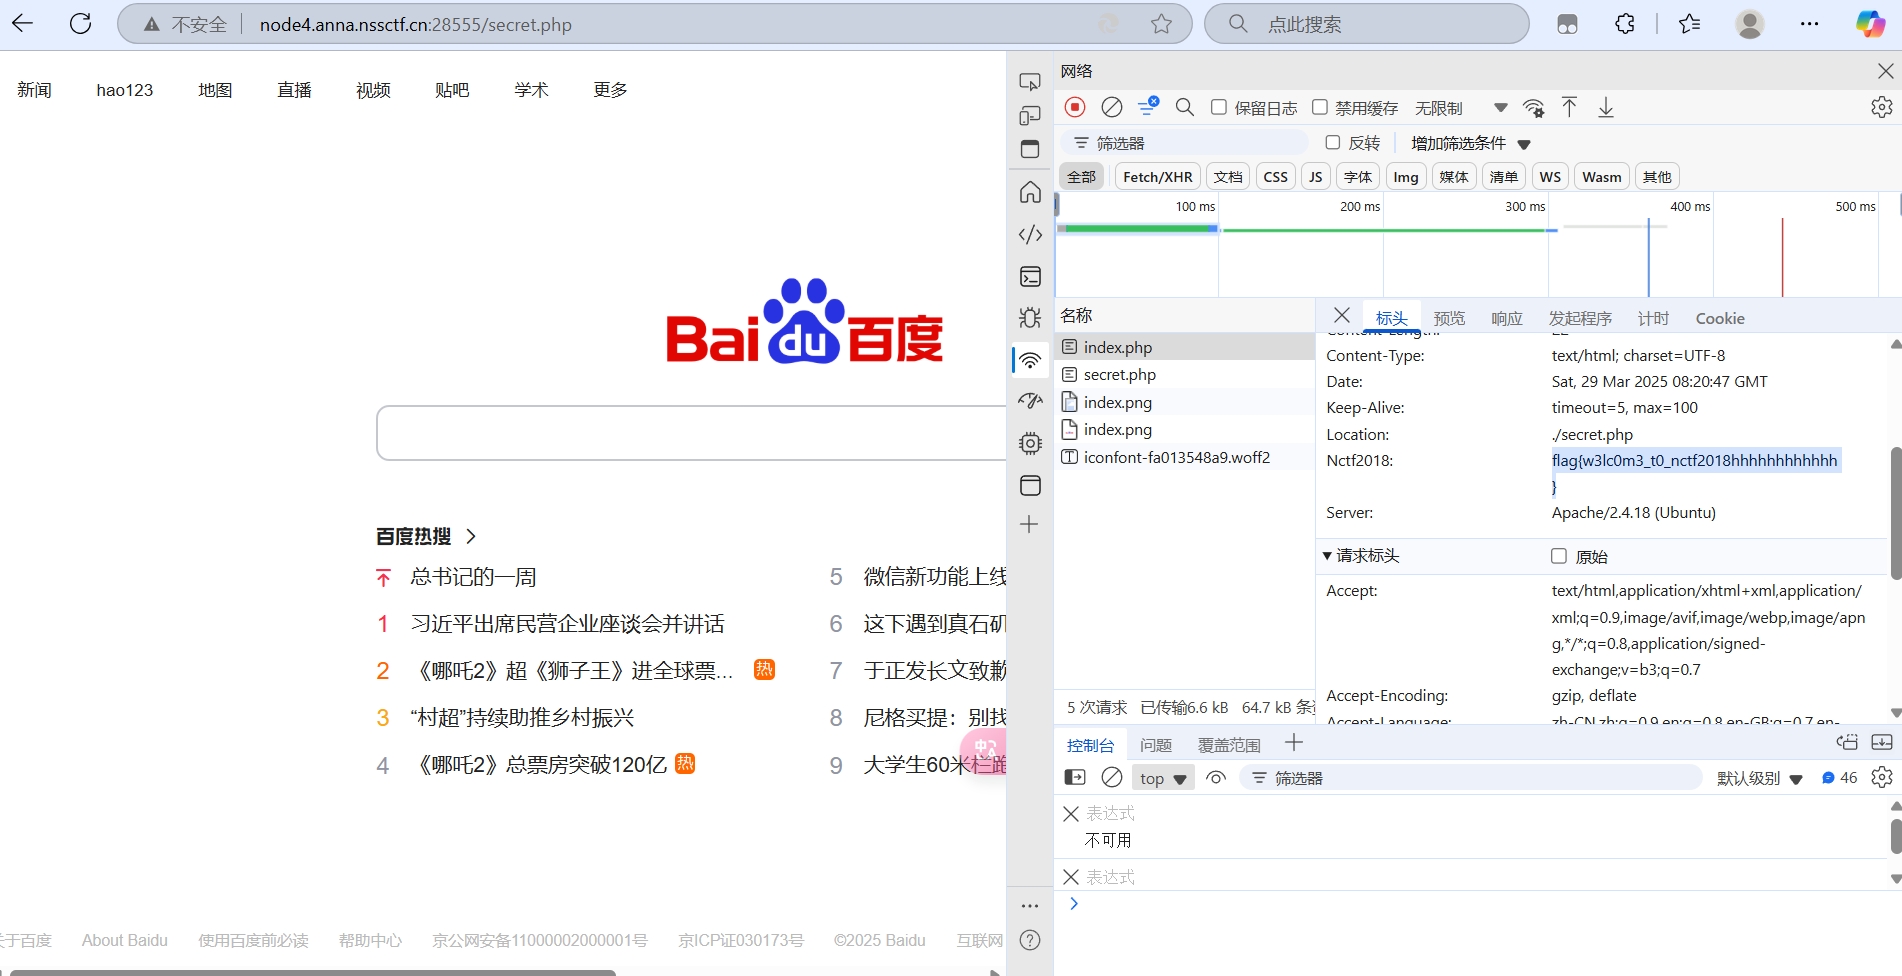 不安全 node4.anna.nssctf.cn:28555/secret.php 点此搜索
新闻 hao123 地图 直播 视频 贴吧 学术 更多
Bai du 百度
百度热搜
总书记的一周
1 习近平出席民营企业座谈会并讲话
2 《哪吒2》超《狮子王》进全球票... 热
3 “村超”持续助推乡村振兴
4 《哪吒2》总票房突破120亿 热
5 微信新功能上线
6 这下遇到真石矶
7 于正发长文致歉
8 尼格买提：别找
9 大学生60米栏跑
关于百度 About Baidu 使用百度前必读 帮助中心 京公网安备11000002000001号 京ICP证030173号 ©2025 Baidu 互联网
网络
保留日志 禁用缓存 无限制
筛选器 反转 增加筛选条件
全部 Fetch/XHR 文档 CSS JS 字体 Img 媒体 清单 WS Wasm 其他
100 ms 200 ms 300 ms 400 ms 500 ms
名称
index.php
secret.php
index.png
index.png
iconfont-fa013548a9.woff2
5 次请求 已传输6.6 kB 64.7 kB 条
标头 预览 响应 发起程序 计时 Cookie
Content-Length: 22
Content-Type: text/html; charset=UTF-8
Date: Sat, 29 Mar 2025 08:20:47 GMT
Keep-Alive: timeout=5, max=100
Location: ./secret.php
Nctf2018: flag{w3lc0m3_t0_nctf2018hhhhhhhhhhhh
}
Server: Apache/2.4.18 (Ubuntu)
请求标头 原始
Accept: text/html,application/xhtml+xml,application/
xml;q=0.9,image/avif,image/webp,image/apn
g,*/*;q=0.8,application/signed-
exchange;v=b3;q=0.7
Accept-Encoding: gzip, deflate
Accept-Language: zh-CN,zh;q=0.9,en;q=0.8,en-GB;q=0.7,en-
控制台 问题 覆盖范围
top 筛选器 默认级别 46
表达式
不可用
表达式